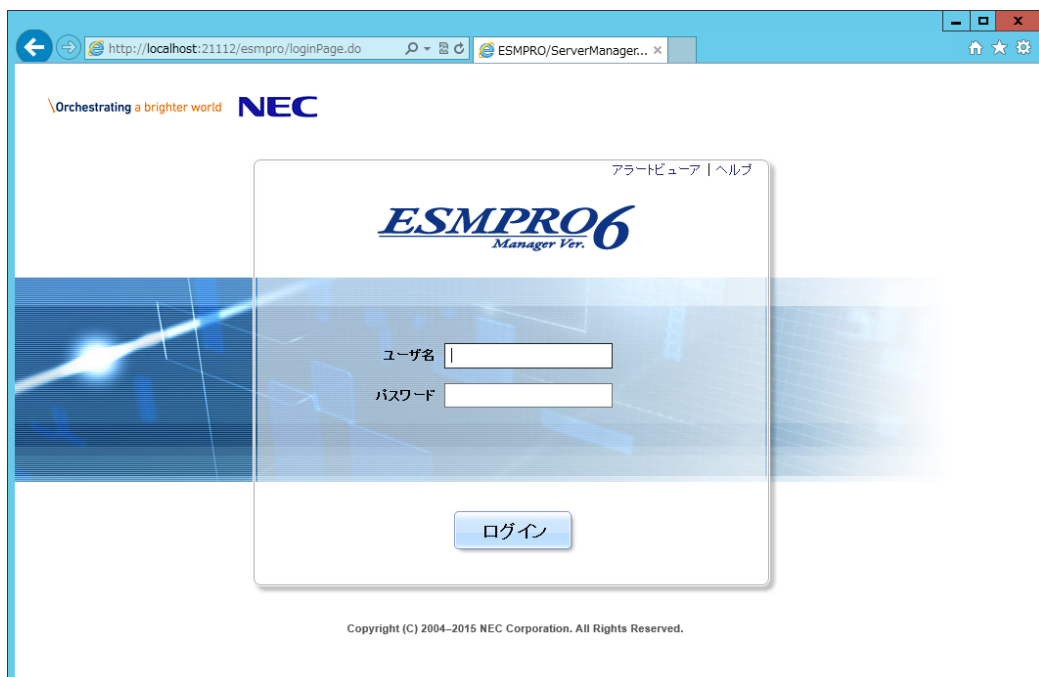 http://localhost:21112/esmpro/loginPage.do
ESMPRO/ServerManager...
\Orchestrating a brighter world NEC
アラートビューア | ヘルプ
ESMPRO6
Manager Ver.
ユーザ名
パスワード
ログイン
Copyright (C) 2004–2015 NEC Corporation. All Rights Reserved.